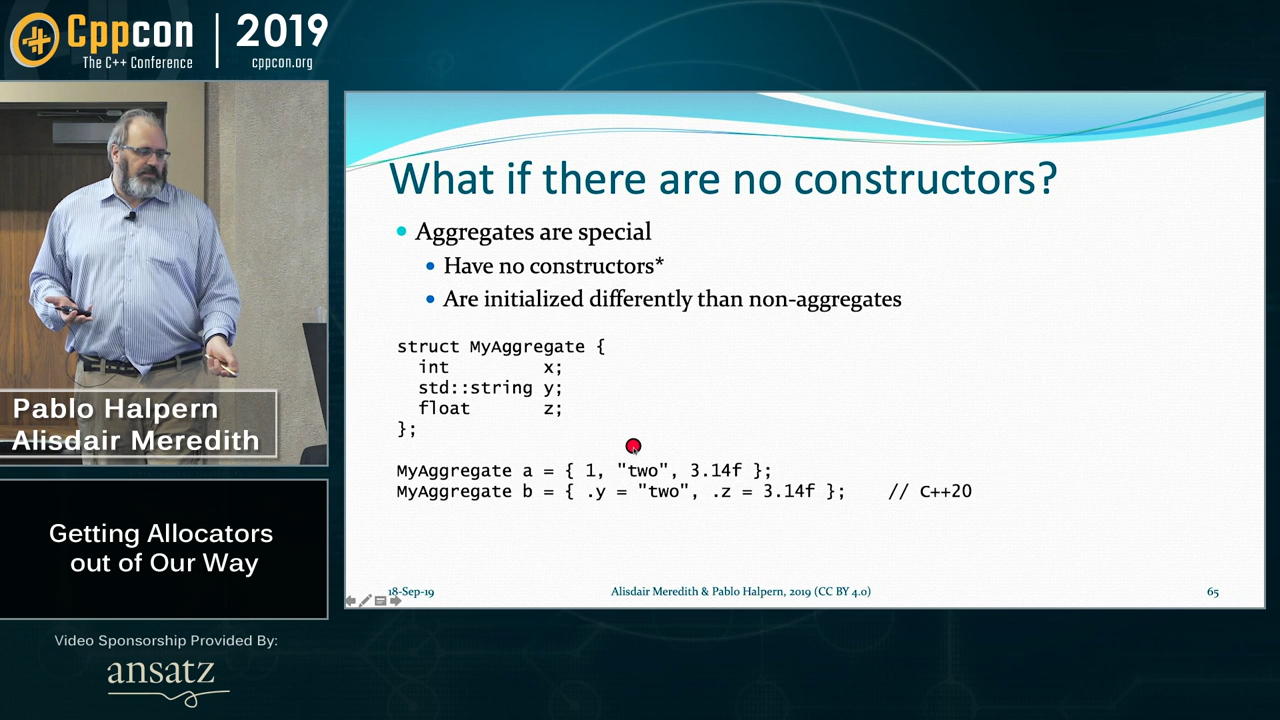 Cppcon | 2019
The C++ Conference cppcon.org
What if there are no constructors?
• Aggregates are special
• Have no constructors*
• Are initialized differently than non-aggregates
struct MyAggregate {
int x;
std::string y;
float z;
};
MyAggregate a = { 1, "two", 3.14f };
MyAggregate b = { .y = "two", .z = 3.14f }; // C++20
18-Sep-19 Alisdair Meredith & Pablo Halpern, 2019 (CC BY 4.0) 65
Pablo Halpern
Alisdair Meredith
Getting Allocators
out of Our Way
Video Sponsorship Provided By:
ansatz